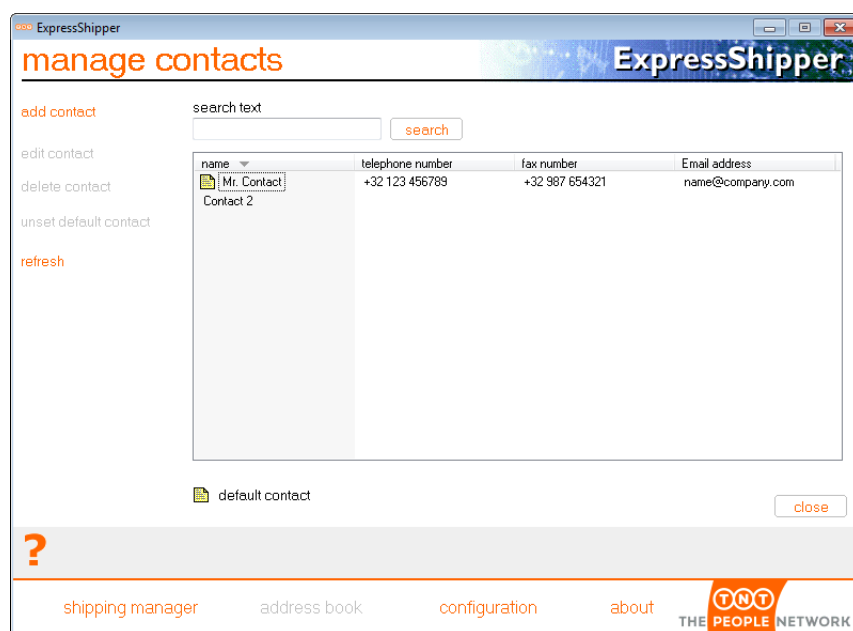 ExpressShipper
manage contacts
ExpressShipper
add contact
search text
search
edit contact
delete contact
unset default contact
refresh
name telephone number fax number Email address
Mr. Contact +32 123 456789 +32 987 654321 name@company.com
Contact 2
default contact
close
?
shipping manager address book configuration about
TNT
THE PEOPLE NETWORK